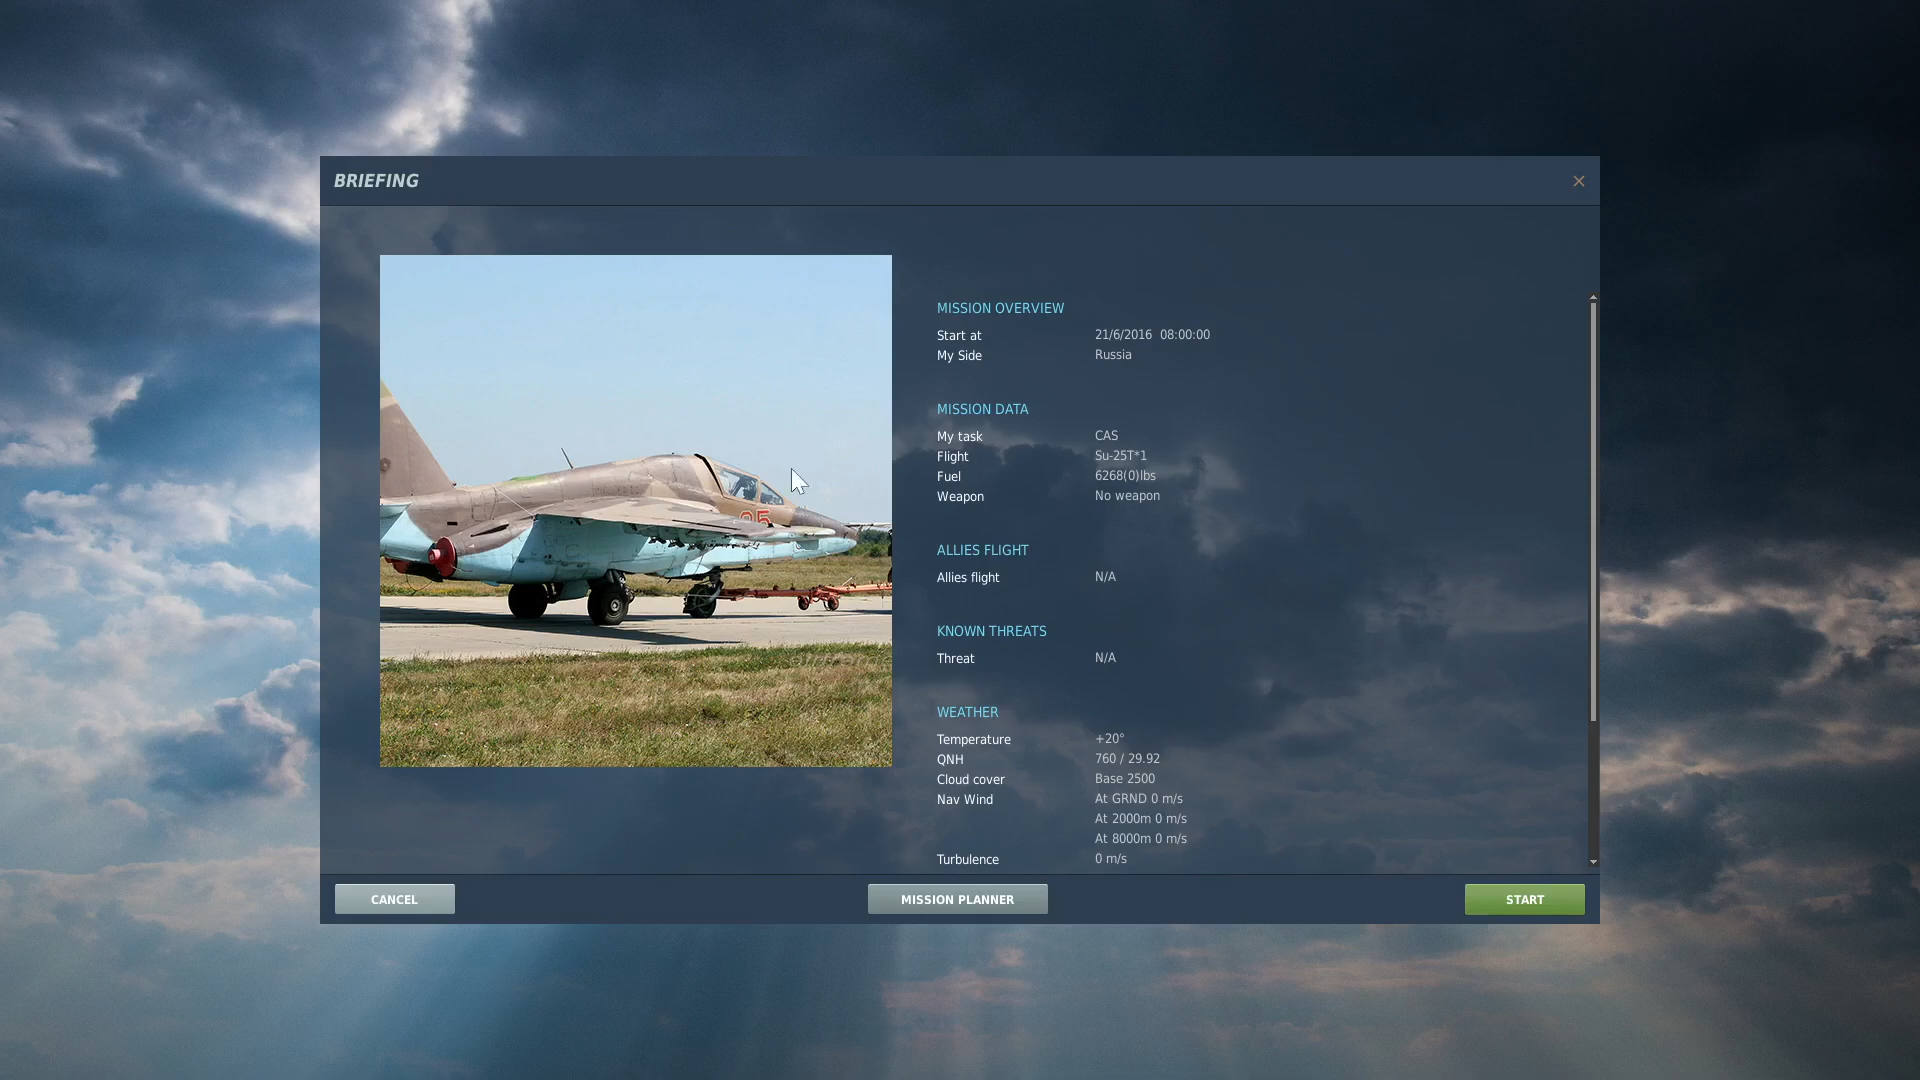 BRIEFING
MISSION OVERVIEW
Start at 21/6/2016 08:00:00
My Side Russia
MISSION DATA
My task CAS
Flight Su-25T*1
Fuel 6268(0)lbs
Weapon No weapon
ALLIES FLIGHT
Allies flight N/A
KNOWN THREATS
Threat N/A
WEATHER
Temperature +20°
QNH 760 / 29.92
Cloud cover Base 2500
Nav Wind At GRND 0 m/s
At 2000m 0 m/s
At 8000m 0 m/s
Turbulence 0 m/s
25
CANCEL MISSION PLANNER START